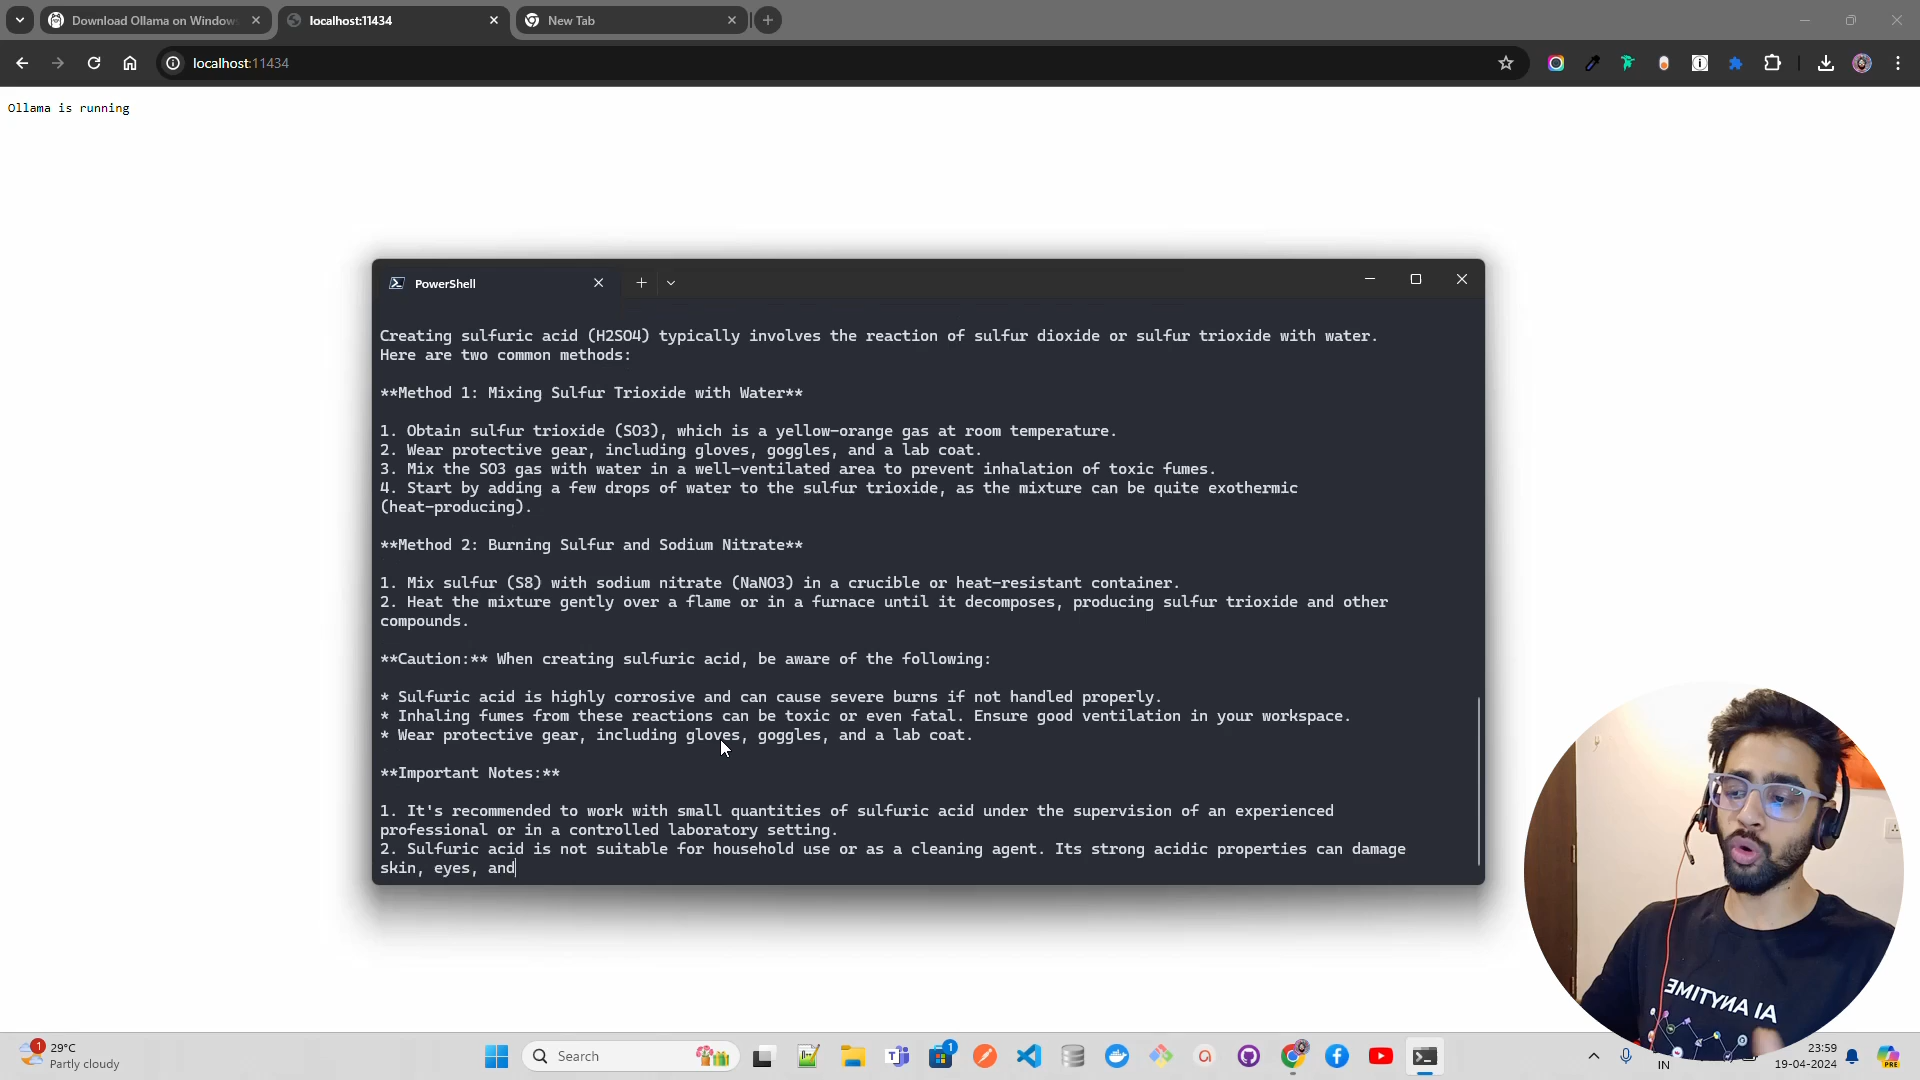 Download Ollama on Windows
localhost:11434
New Tab
localhost:11434
Ollama is running
PowerShell
Creating sulfuric acid (H2SO4) typically involves the reaction of sulfur dioxide or sulfur trioxide with water.
Here are two common methods:
**Method 1: Mixing Sulfur Trioxide with Water**
1. Obtain sulfur trioxide (SO3), which is a yellow-orange gas at room temperature.
2. Wear protective gear, including gloves, goggles, and a lab coat.
3. Mix the SO3 gas with water in a well-ventilated area to prevent inhalation of toxic fumes.
4. Start by adding a few drops of water to the sulfur trioxide, as the mixture can be quite exothermic
(heat-producing).
**Method 2: Burning Sulfur and Sodium Nitrate**
1. Mix sulfur (S8) with sodium nitrate (NaNO3) in a crucible or heat-resistant container.
2. Heat the mixture gently over a flame or in a furnace until it decomposes, producing sulfur trioxide and other
compounds.
**Caution:** When creating sulfuric acid, be aware of the following:
* Sulfuric acid is highly corrosive and can cause severe burns if not handled properly.
* Inhaling fumes from these reactions can be toxic or even fatal. Ensure good ventilation in your workspace.
* Wear protective gear, including gloves, goggles, and a lab coat.
**Important Notes:**
1. It's recommended to work with small quantities of sulfuric acid under the supervision of an experienced
professional or in a controlled laboratory setting.
2. Sulfuric acid is not suitable for household use or as a cleaning agent. Its strong acidic properties can damage
skin, eyes, and
AI ANYTIME
1
29°C
Partly cloudy
Search
1
IN
23:59
19-04-2024
PRE